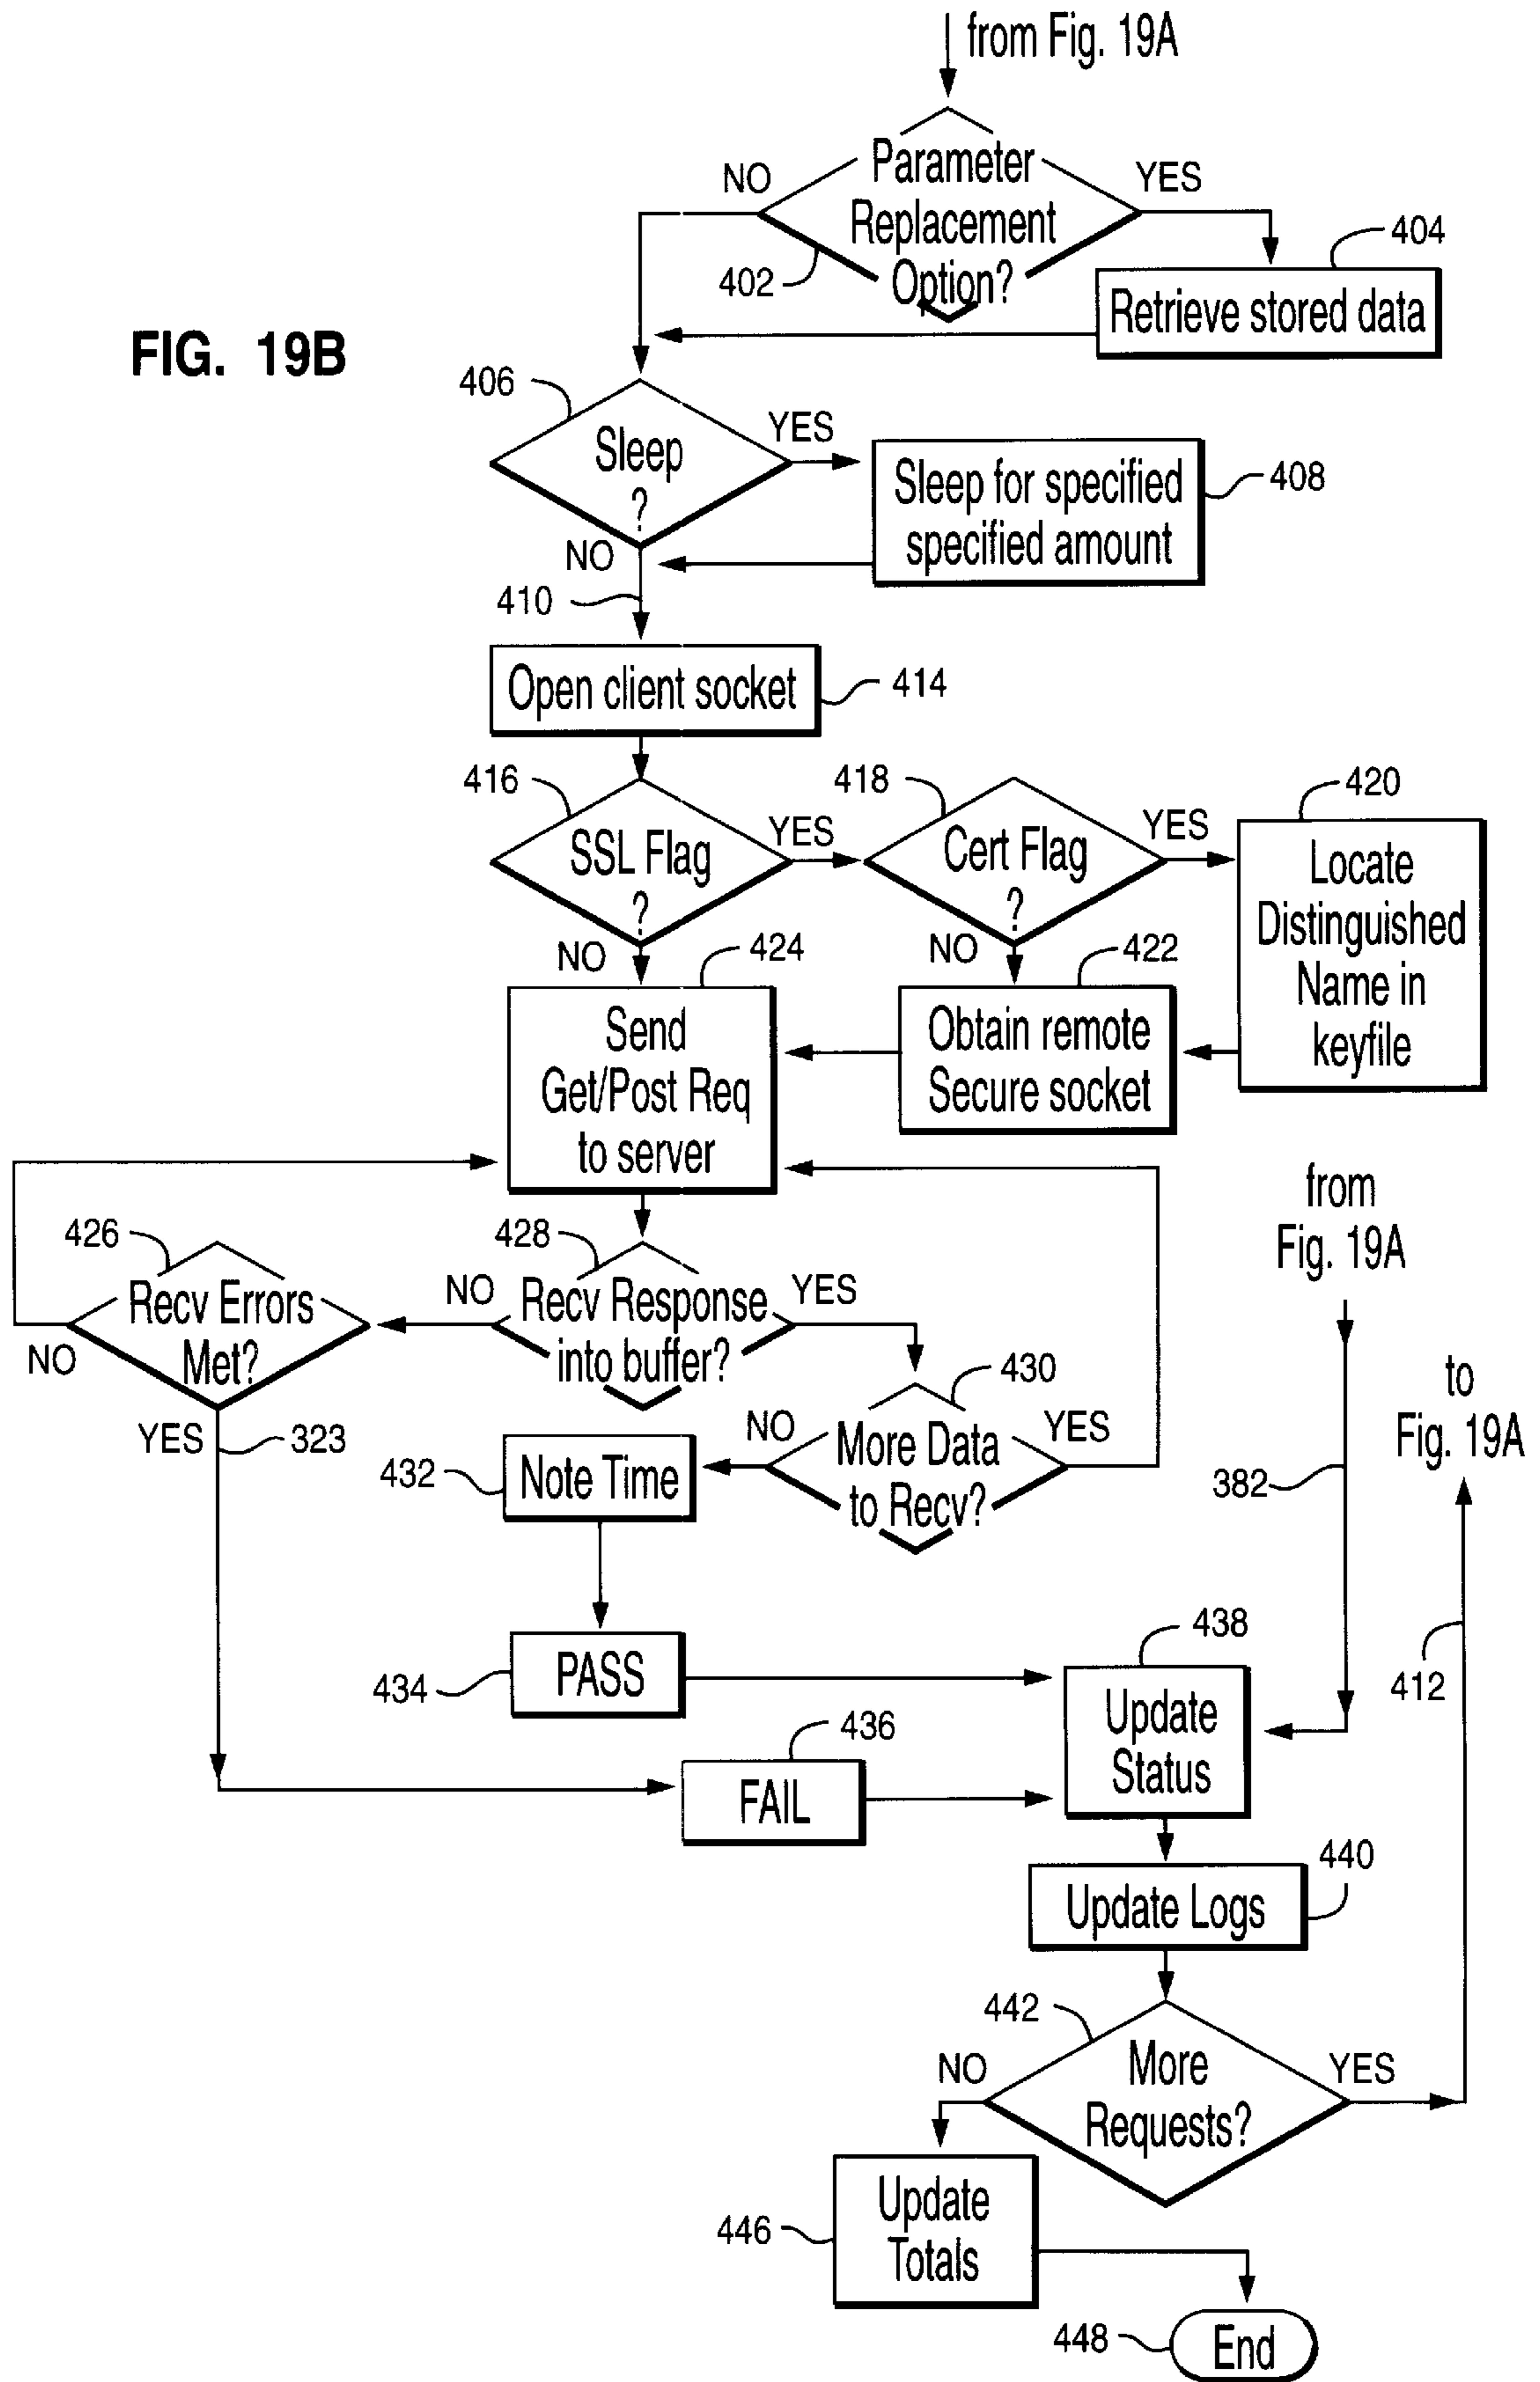 from Fig. 19A
NO
Parameter
Replacement
Option?
YES
402
404
Retrieve stored data
FIG. 19B
406
Sleep
?
YES
NO
Sleep for specified
specified amount
408
410
Open client socket
414
416
SSL Flag
?
YES
NO
418
Cert Flag
?
YES
NO
420
Locate
Distinguished
Name in
keyfile
424
Send
Get/Post Req
to server
422
Obtain remote
Secure socket
426
Recv Errors
Met?
NO
YES
323
428
NO
Recv Response
into buffer?
YES
from
Fig. 19A
430
NO
More Data
to Recv?
YES
to
Fig. 19A
432
Note Time
382
434
PASS
438
Update
Status
412
436
FAIL
440
Update Logs
442
NO
More
Requests?
YES
446
Update
Totals
448
End